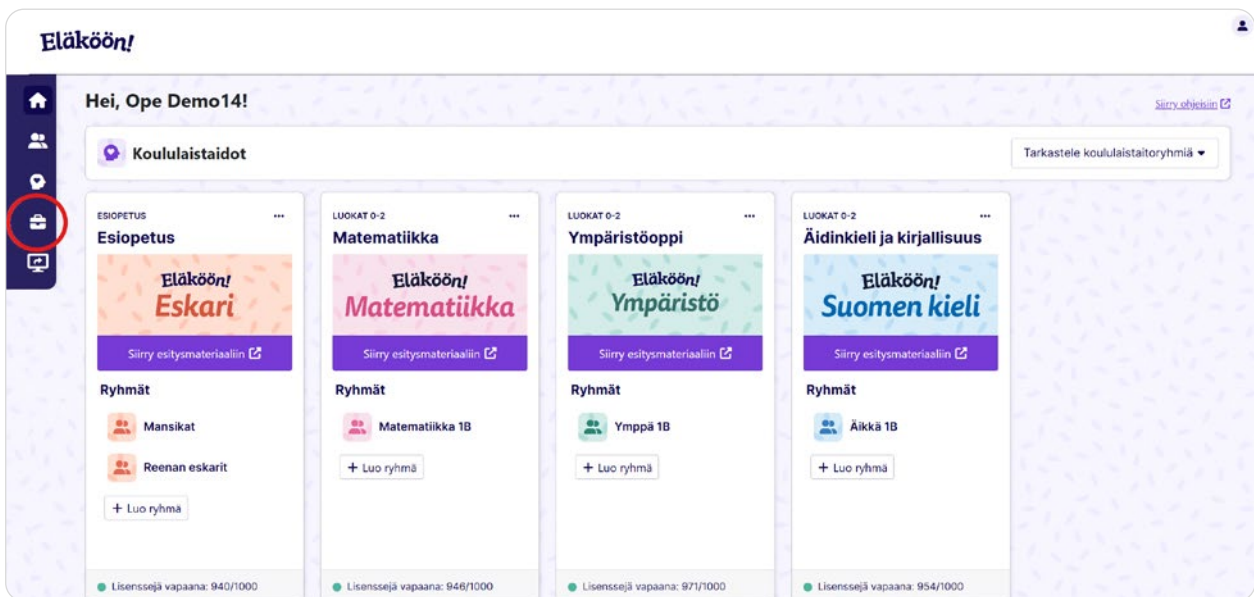 Eläköön!
Hei, Ope Demo14!
Siirry ohjeisiin
Koululaistaidot
Tarkastele koululaistaitoryhmiä
ESIOPETUS
Esiopetus
Eläköön!
Eskari
Siirry esitysmateriaaliin
Ryhmät
Mansikat
Reenan eskarit
+ Luo ryhmä
Lisenssejä vapaana: 940/1000
LUOKAT 0-2
Matematiikka
Eläköön!
Matematiikka
Siirry esitysmateriaaliin
Ryhmät
Matematiikka 1B
+ Luo ryhmä
Lisenssejä vapaana: 946/1000
LUOKAT 0-2
Ympäristöoppi
Eläköön!
Ympäristö
Siirry esitysmateriaaliin
Ryhmät
Ymppä 1B
+ Luo ryhmä
Lisenssejä vapaana: 971/1000
LUOKAT 0-2
Äidinkieli ja kirjallisuus
Eläköön!
Suomen kieli
Siirry esitysmateriaaliin
Ryhmät
Äikkä 1B
+ Luo ryhmä
Lisenssejä vapaana: 954/1000